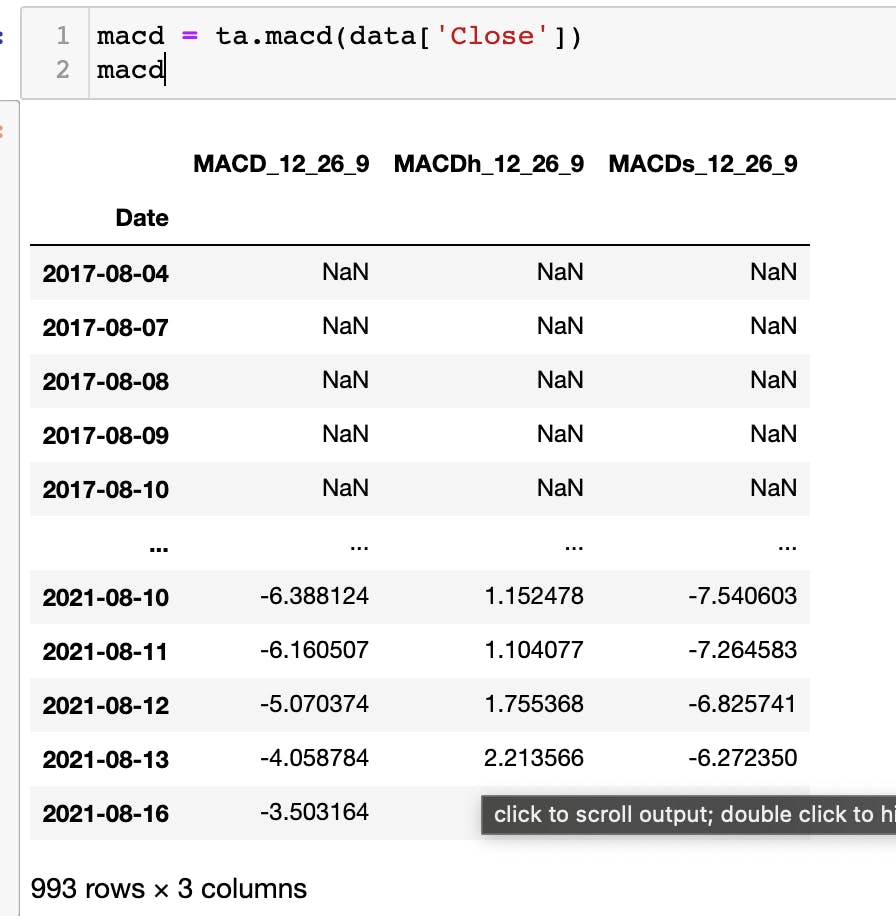 1 macd = ta.macd(data['Close'])
2 macd
MACD_12_26_9 MACDh_12_26_9 MACDs_12_26_9
Date
2017-08-04 NaN NaN NaN
2017-08-07 NaN NaN NaN
2017-08-08 NaN NaN NaN
2017-08-09 NaN NaN NaN
2017-08-10 NaN NaN NaN
... ... ... ...
2021-08-10 -6.388124 1.152478 -7.540603
2021-08-11 -6.160507 1.104077 -7.264583
2021-08-12 -5.070374 1.755368 -6.825741
2021-08-13 -4.058784 2.213566 -6.272350
2021-08-16 -3.503164
click to scroll output; double click to
993 rows × 3 columns